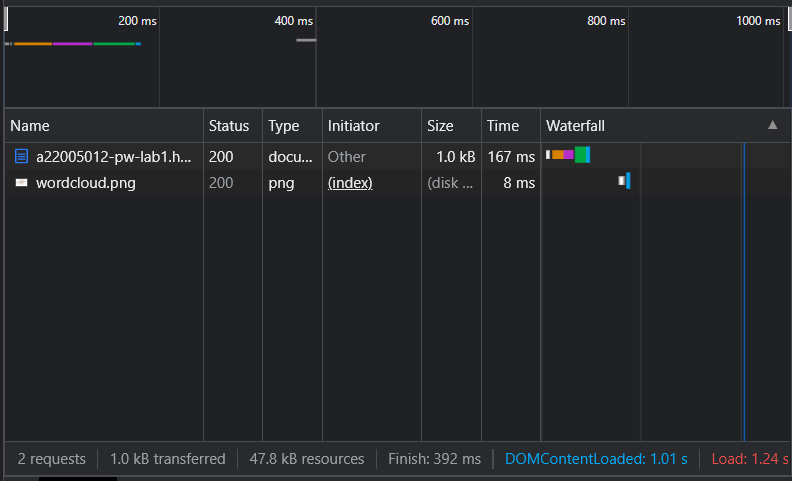 200 ms 400 ms 600 ms 800 ms 1000 ms
Name Status Type Initiator Size Time Waterfall
a22005012-pw-lab1.h... 200 docu... Other 1.0 kB 167 ms
wordcloud.png 200 png (index) (disk ... 8 ms
2 requests 1.0 kB transferred 47.8 kB resources Finish: 392 ms DOMContentLoaded: 1.01 s Load: 1.24 s